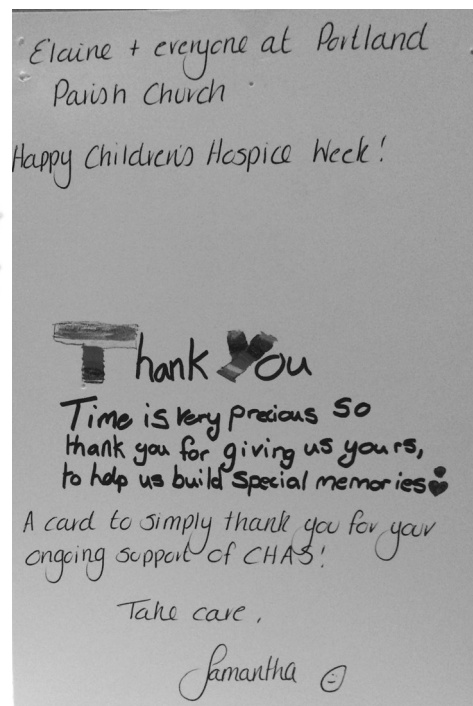 Elaine + everyone at Portland
Parish Church
Happy Children's Hospice Week!
Thank You
Time is very precious so
thank you for giving us yours,
to help us build special memories
A card to simply thank you for your
ongoing support of CHAS!
Take care,
Samantha